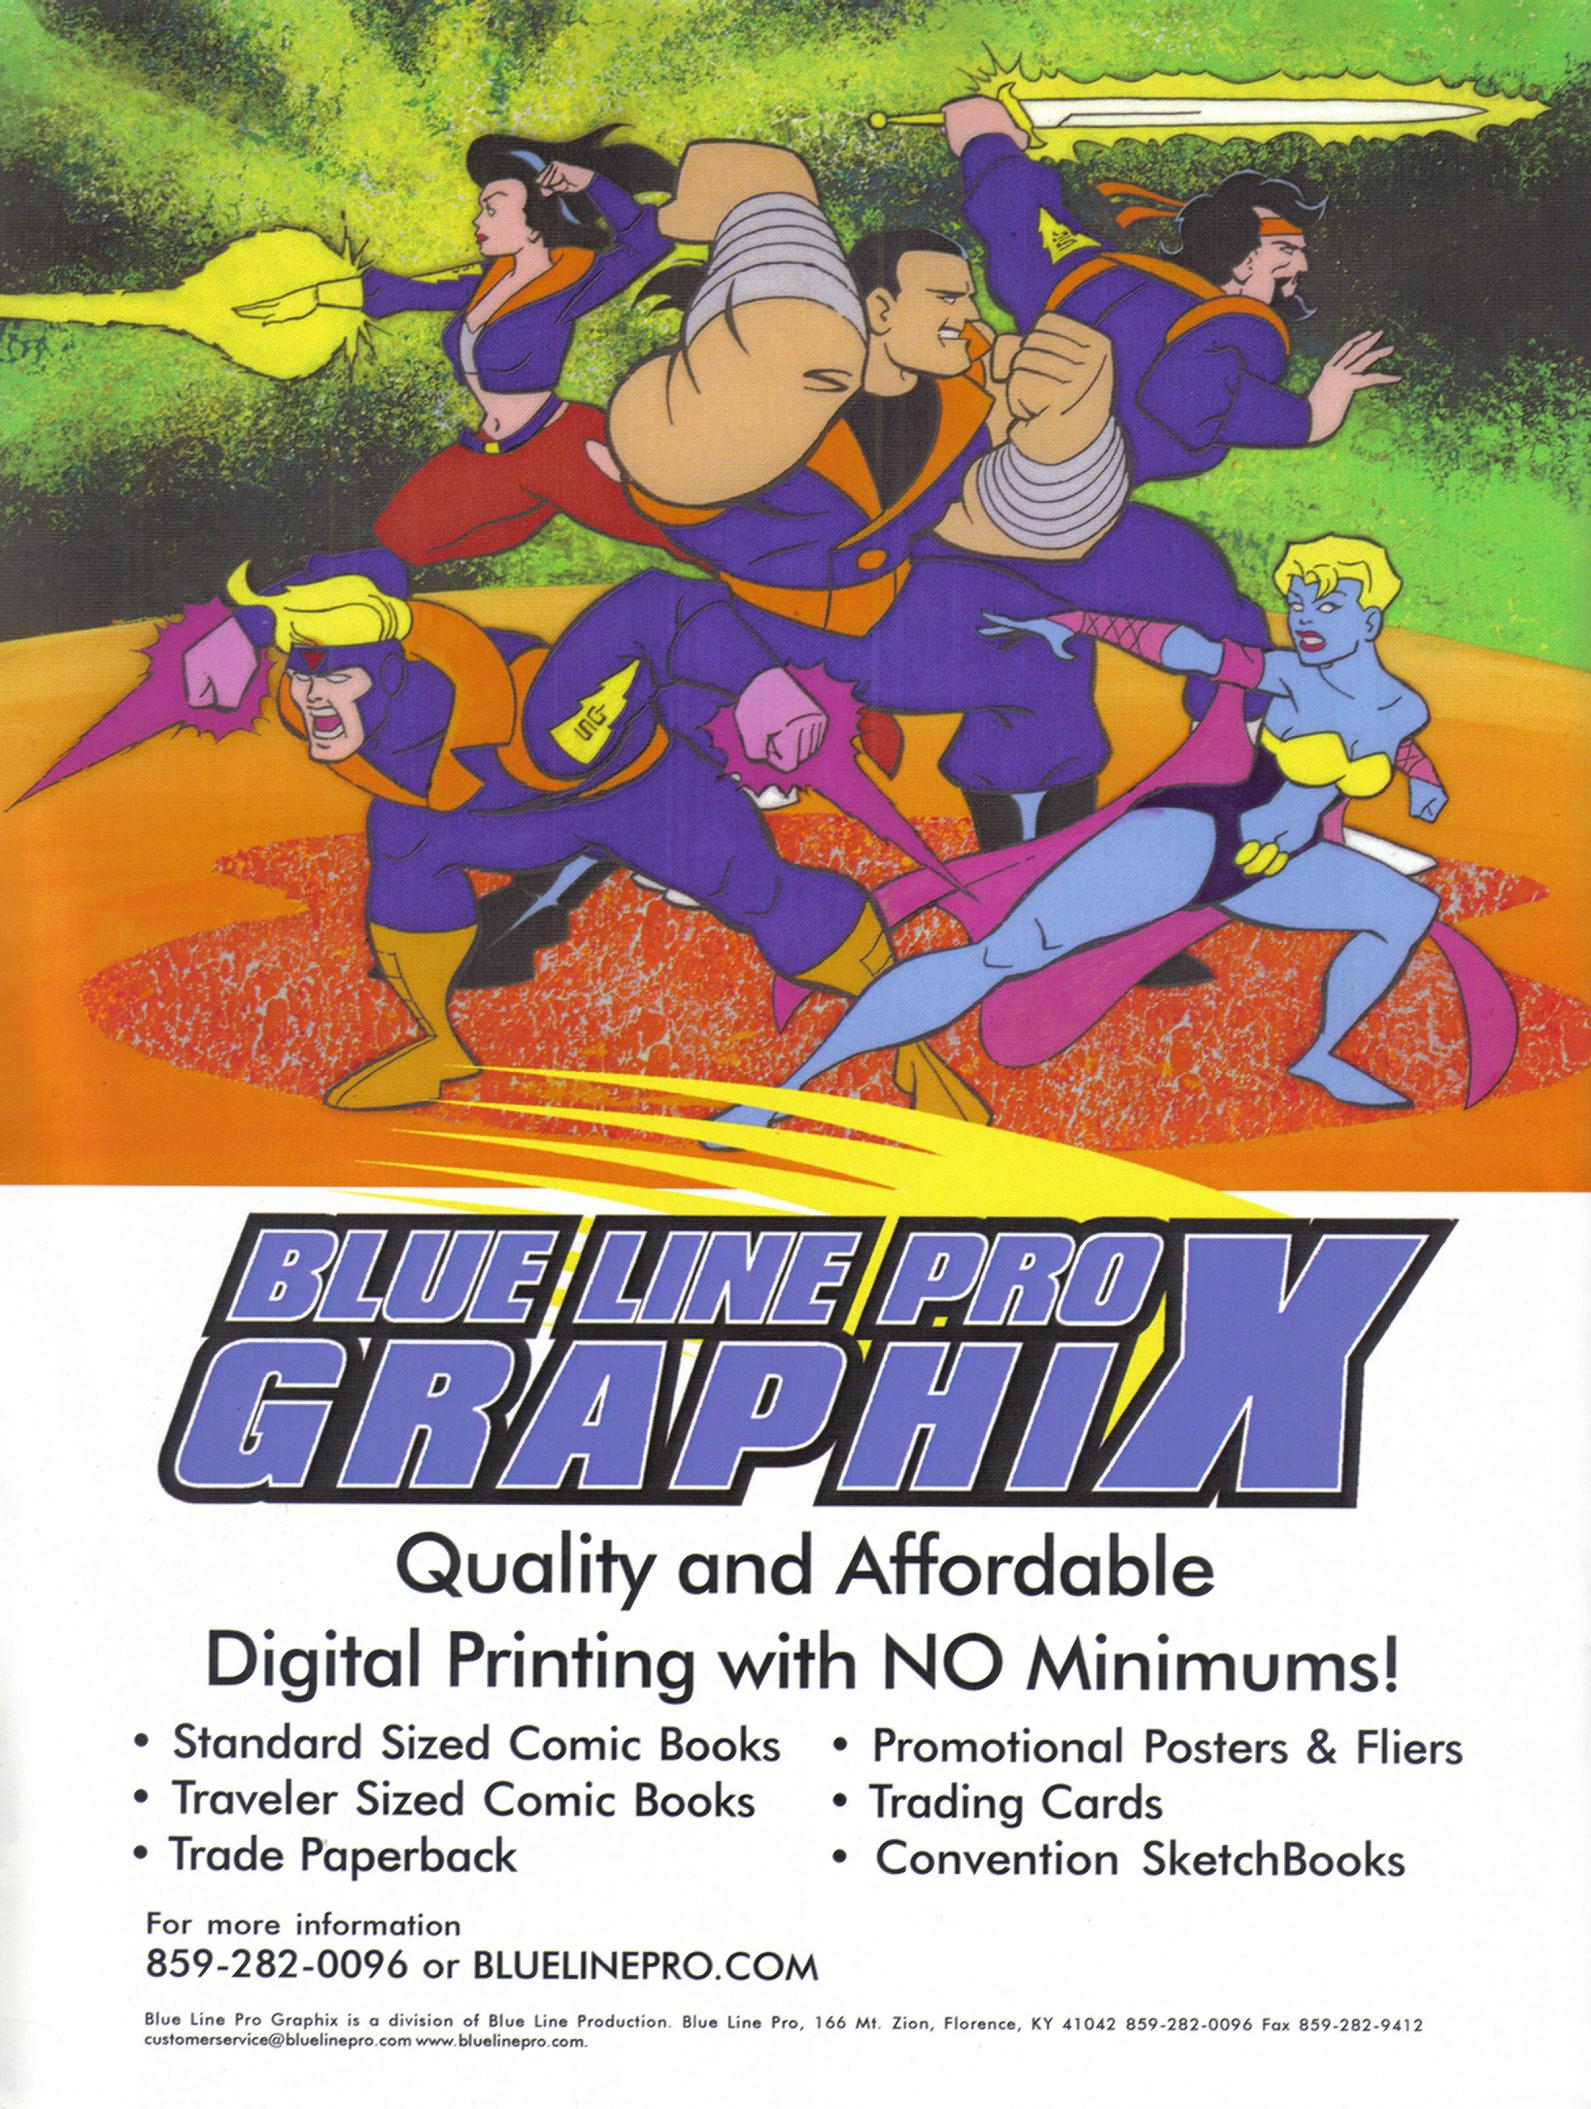 SG
BLUE LINE PRO
GRAPHIX
Quality and Affordable
Digital Printing with NO Minimums!
• Standard Sized Comic Books
• Traveler Sized Comic Books
• Trade Paperback
• Promotional Posters & Fliers
• Trading Cards
• Convention SketchBooks
For more information
859-282-0096 or BLUELINEPRO.COM
Blue Line Pro Graphix is a division of Blue Line Production. Blue Line Pro, 166 Mt. Zion, Florence, KY 41042 859-282-0096 Fax 859-282-9412
customerservice@bluelinepro.com www.bluelinepro.com.